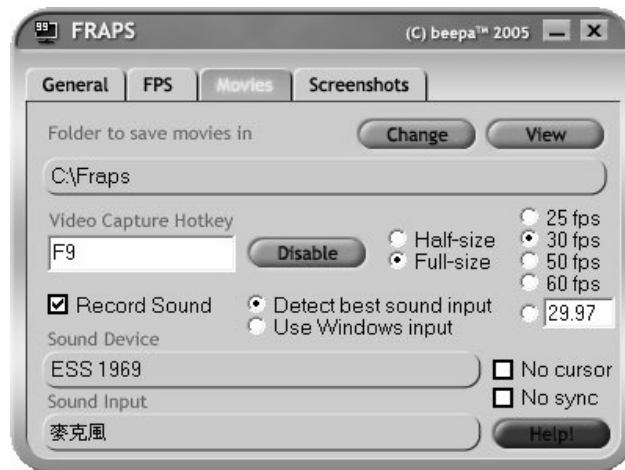 99
FRAPS (C) beepa™ 2005
General FPS Movies Screenshots
Folder to save movies in Change View
C:\Fraps
Video Capture Hotkey
F9 Disable
Half-size
Full-size
25 fps
30 fps
50 fps
60 fps
29.97
Record Sound
Detect best sound input
Use Windows input
Sound Device
ESS 1969
No cursor
No sync
Sound Input
麥克風 Help!